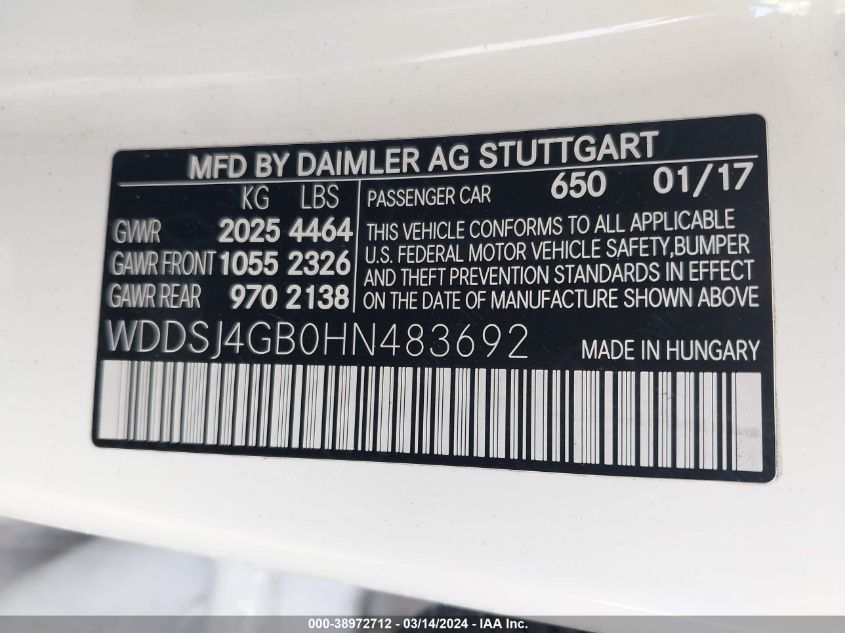 MFD BY DAIMLER AG STUTTGART
KG LBS
GVWR 2025 4464
GAWR FRONT 1055 2326
GAWR REAR 970 2138
PASSENGER CAR 650 01/17
THIS VEHICLE CONFORMS TO ALL APPLICABLE
U.S. FEDERAL MOTOR VEHICLE SAFETY,BUMPER
AND THEFT PREVENTION STANDARDS IN EFFECT
ON THE DATE OF MANUFACTURE SHOWN ABOVE
WDDSJ4GB0HN483692 MADE IN HUNGARY
000-38972712 - 03/14/2024 - IAA Inc.